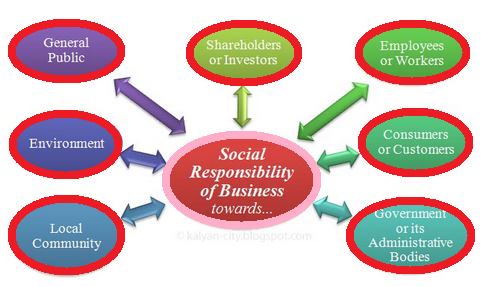 General
Public
Shareholders
or Investors
Employees
or Workers
Environment
Social
Responsibility
of Business
towards...
Consumers
or Customers
Local
Community
Government
or its
Administrative
Bodies
© kalyan-city.blogspot.com